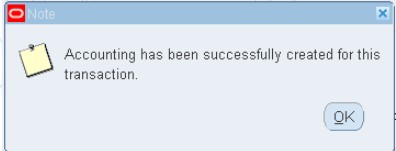 Note
Accounting has been successfully created for this
transaction.
OK